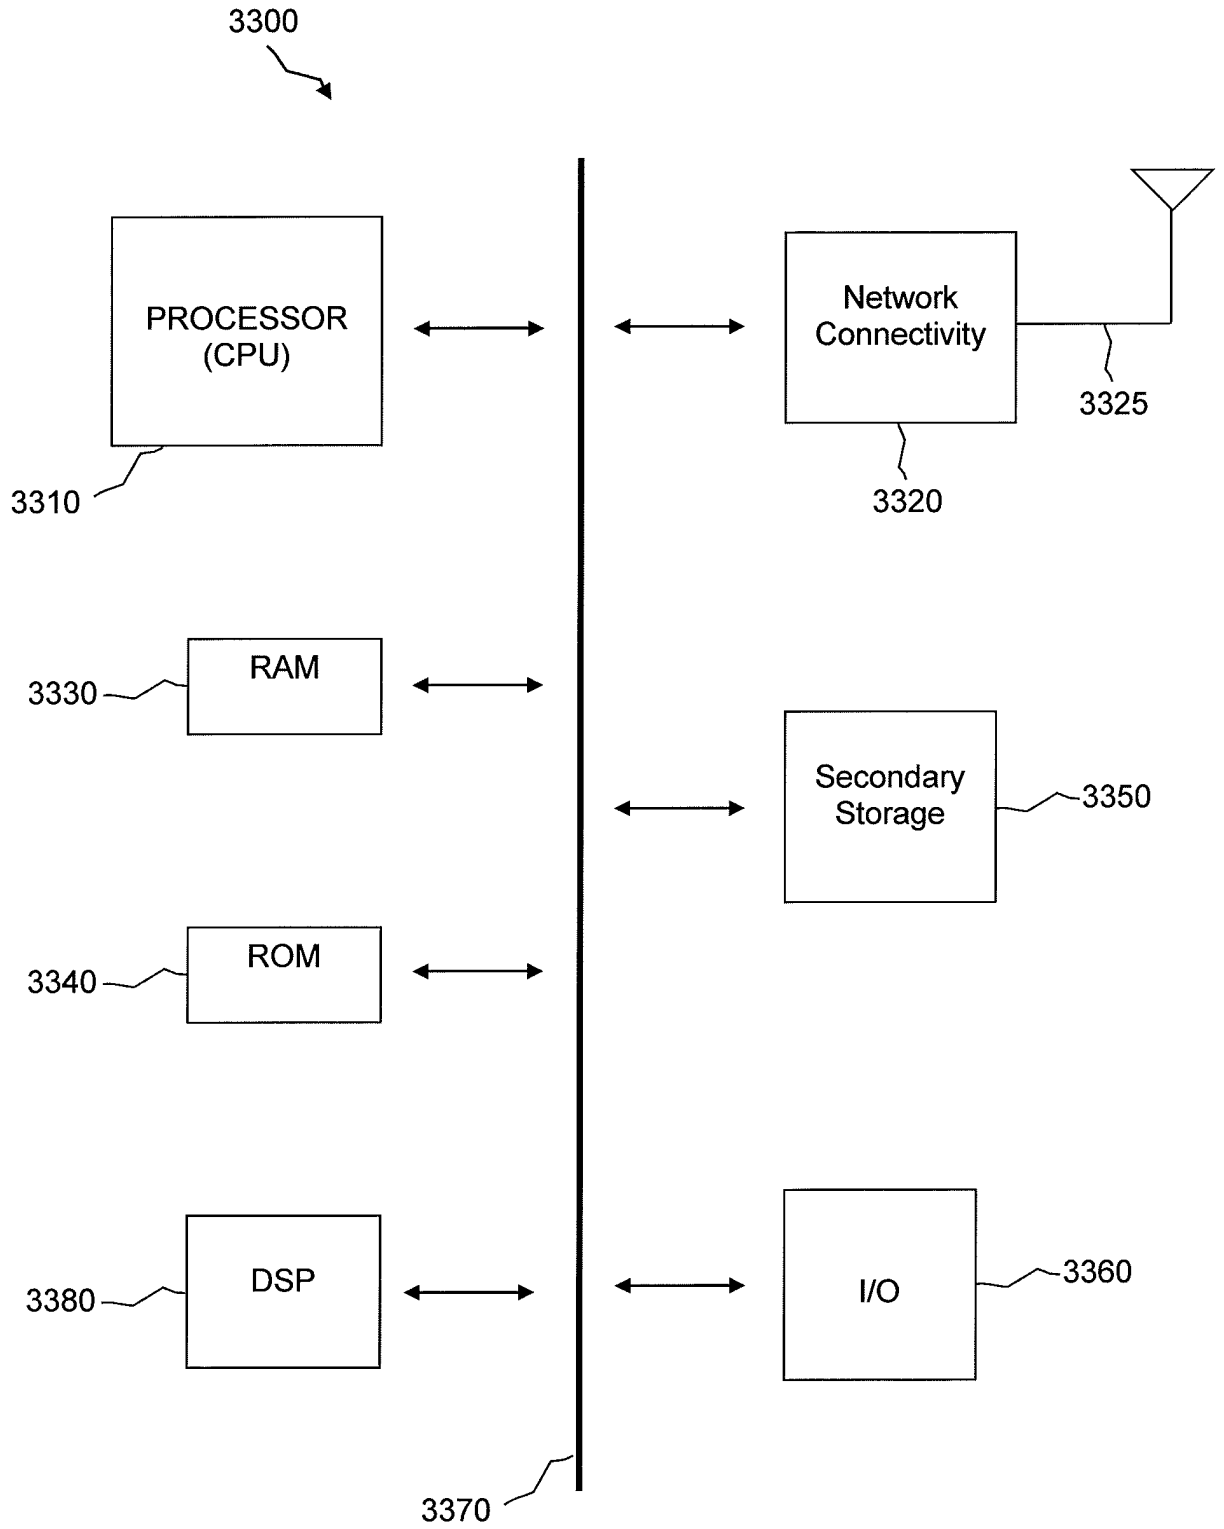 3300
PROCESSOR
(CPU)
3310
Network
Connectivity
3325
3320
RAM
3330
Secondary
Storage
3350
ROM
3340
DSP
3380
I/O
3360
3370